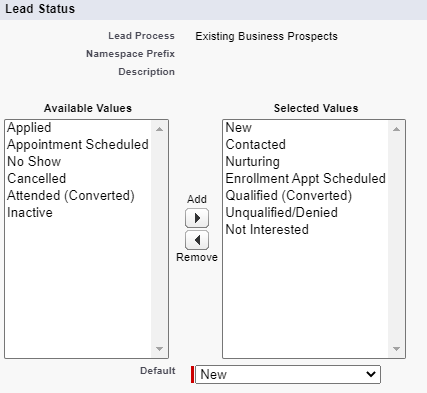 Lead Status
Lead Process Existing Business Prospects
Namespace Prefix
Description
Available Values
Applied
Appointment Scheduled
No Show
Cancelled
Attended (Converted)
Inactive
Add
Remove
Selected Values
New
Contacted
Nurturing
Enrollment Appt Scheduled
Qualified (Converted)
Unqualified/Denied
Not Interested
Default New